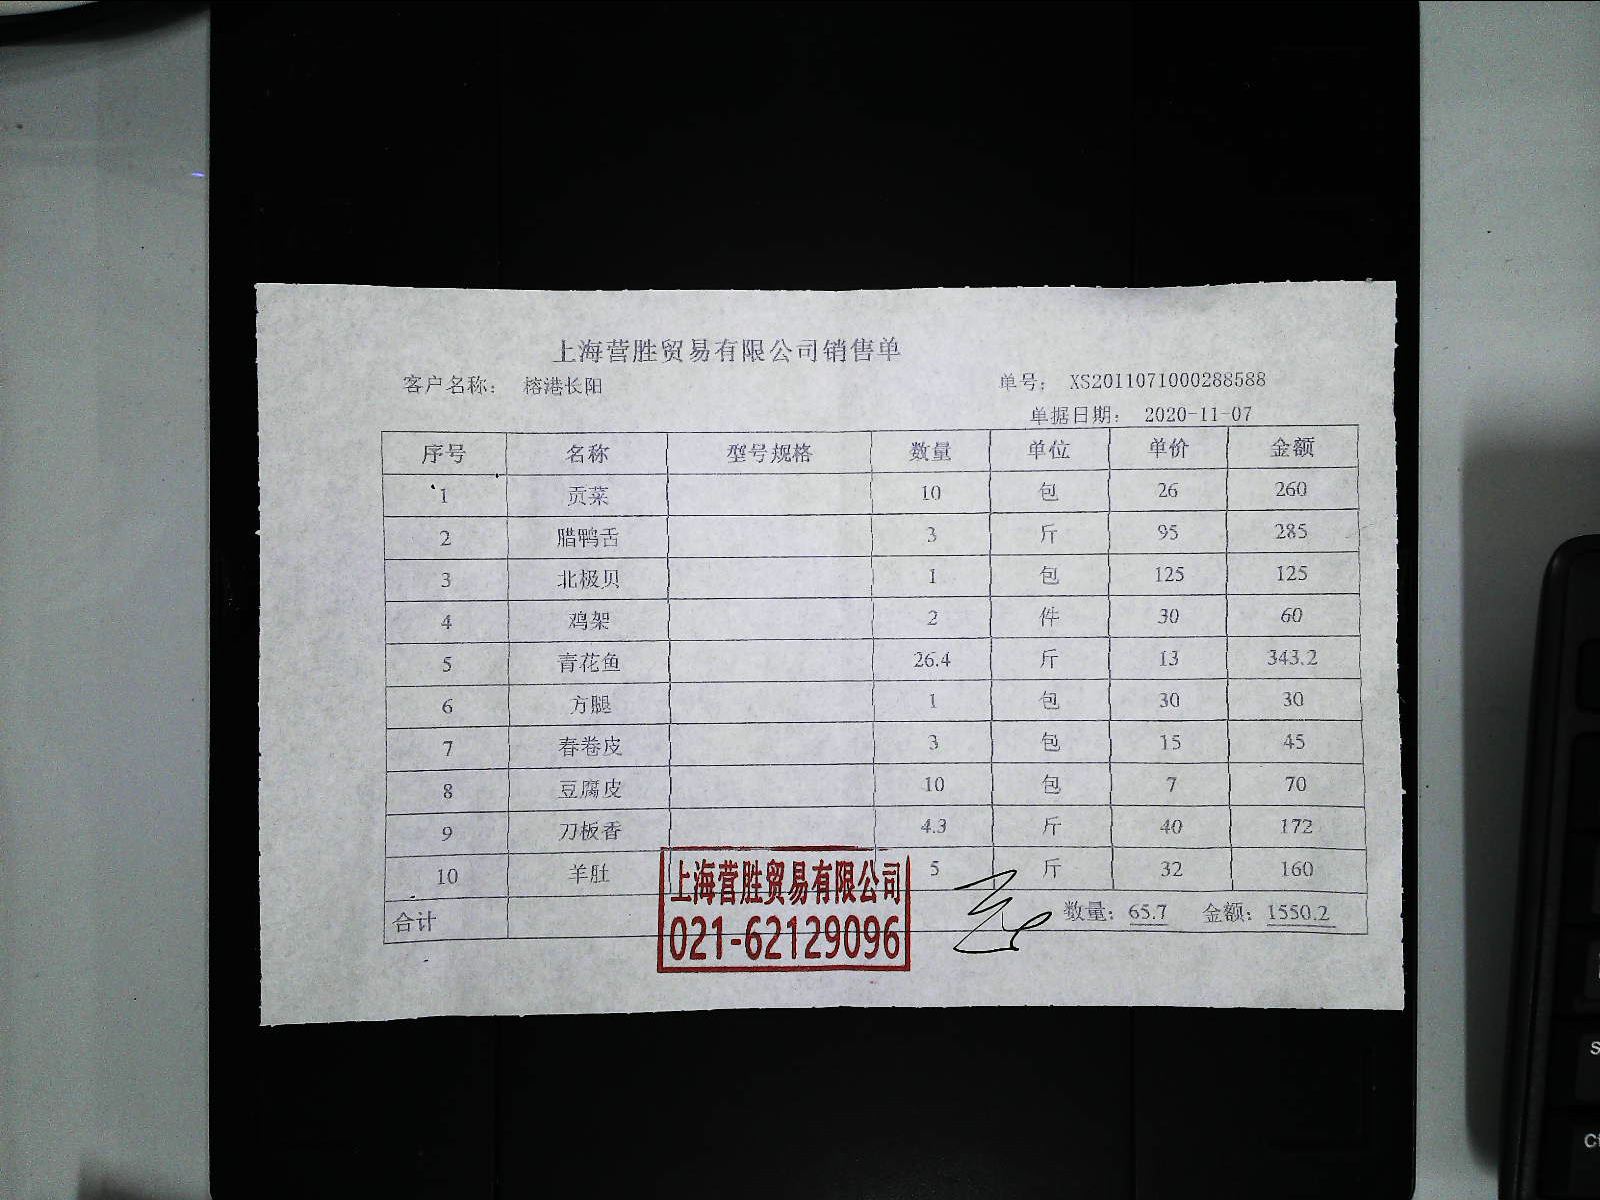 上海营胜贸易有限公司销售单
客户名称： 榕港长阳 单号： XS2011071000288588
单据日期： 2020-11-07
序号 名称 型号规格 数量 单位 单价 金额
1 贡菜 10 包 26 260
2 腊鸭舌 3 斤 95 285
3 北极贝 1 包 125 125
4 鸡架 2 件 30 60
5 青花鱼 26.4 斤 13 343.2
6 方腿 1 包 30 30
7 春卷皮 3 包 15 45
8 豆腐皮 10 包 7 70
9 刀板香 4.3 斤 40 172
10 羊肚 5 斤 32 160
合计 数量：65.7 金额：1550.2
上海营胜贸易有限公司
021-62129096